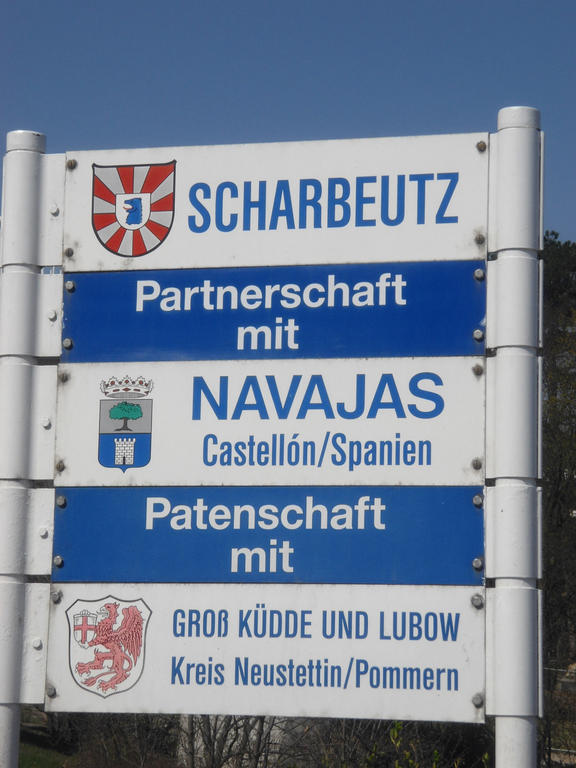 SCHARBEUTZ
Partnerschaft
mit
NAVAJAS
Castellón/Spanien
Patenschaft
mit
GROß KÜDDE UND LUBOW
Kreis Neustettin/Pommern